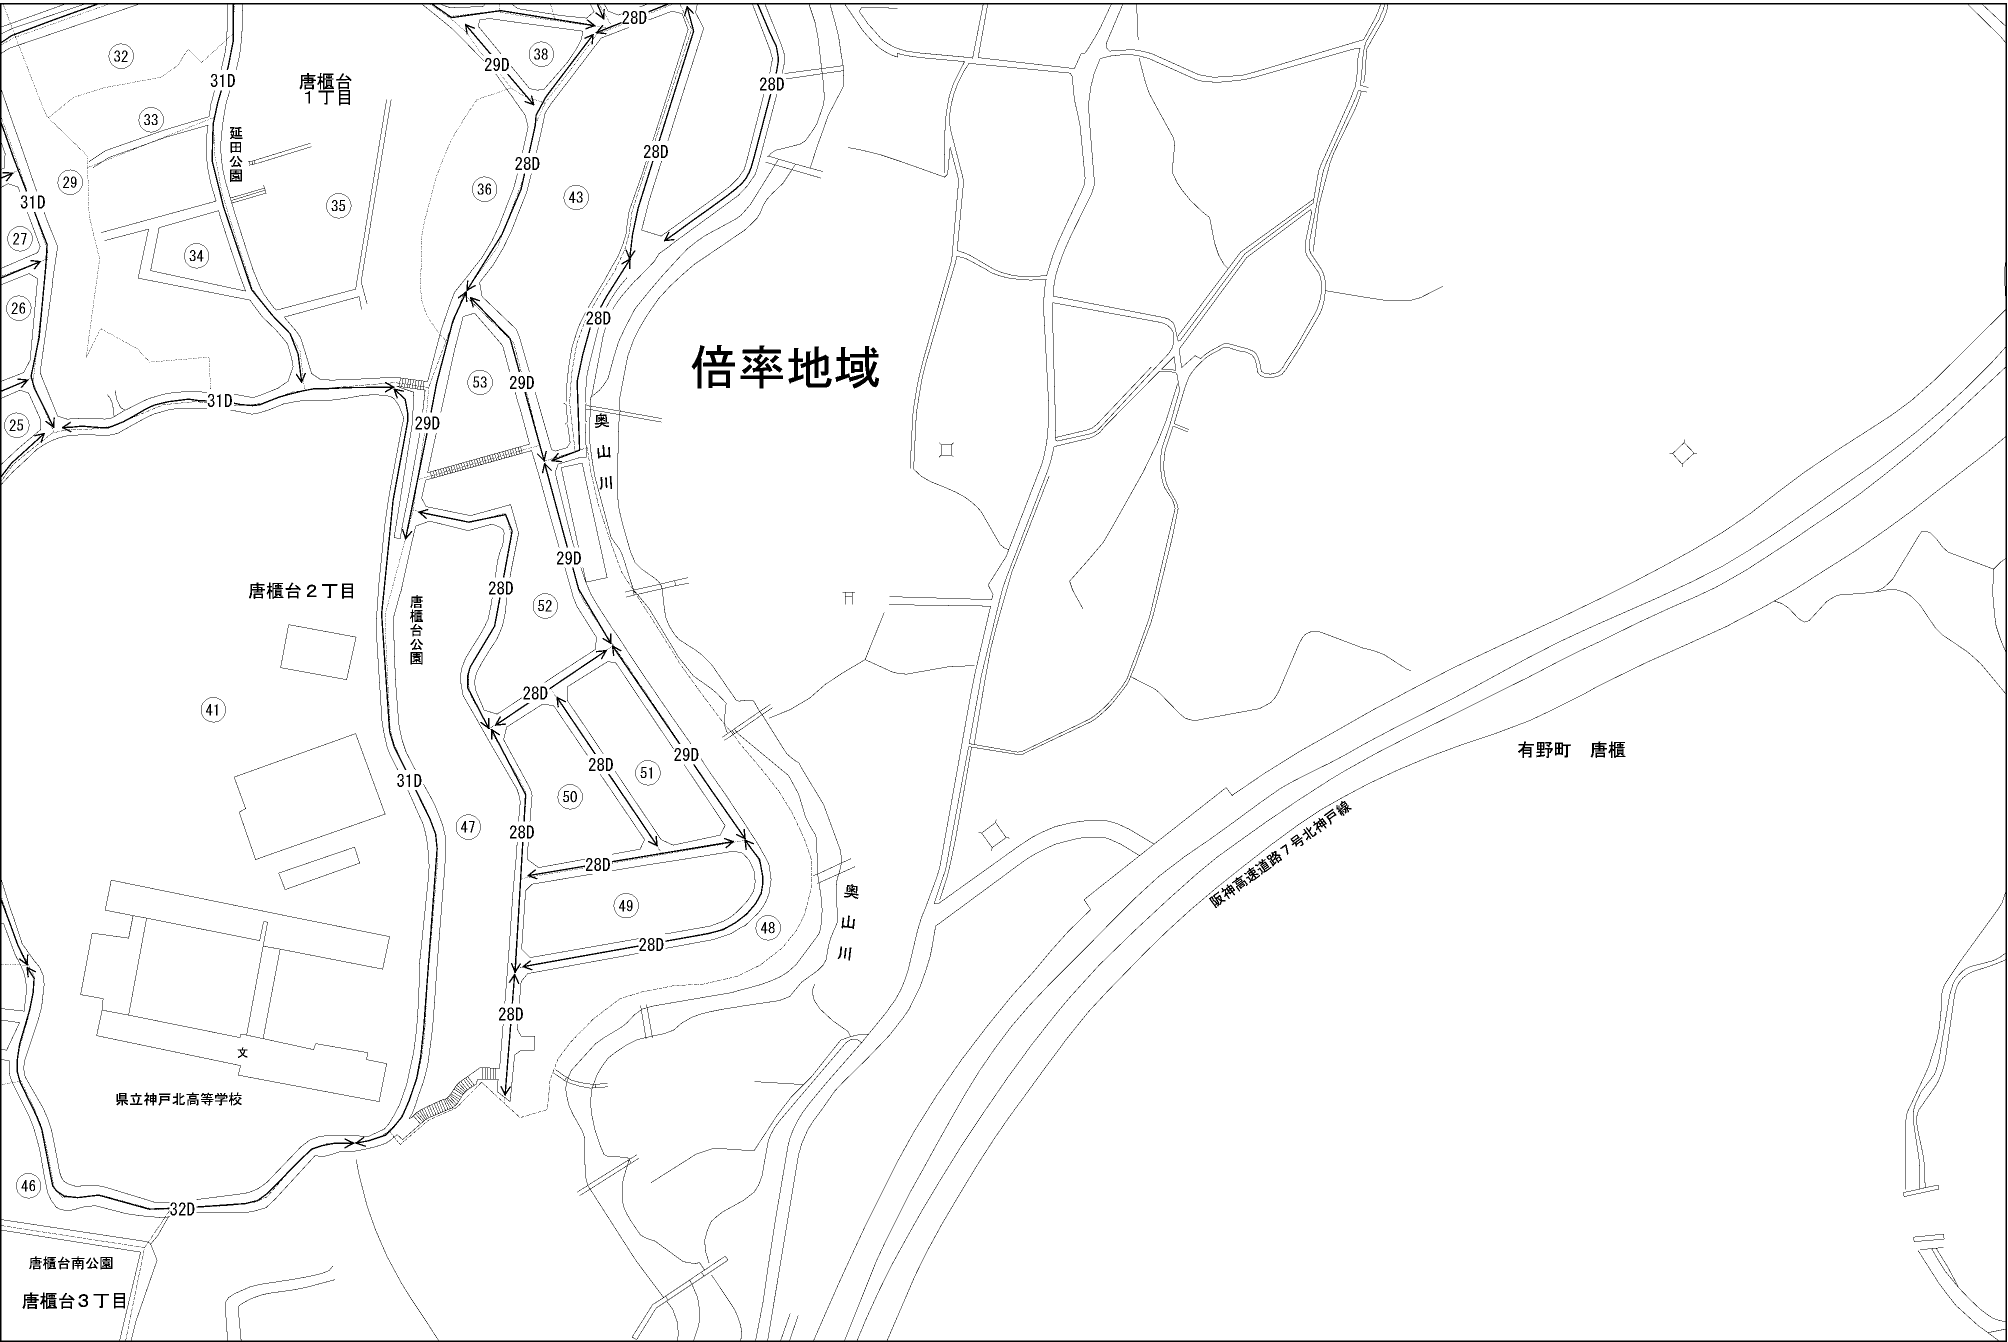 28D
38
32
29D
唐櫃台
１丁目
31D
28D
33
延田公園
28D
28D
29
36
43
31D
35
27
34
26
28D
倍率地域
53
29D
31D
25
29D
奥山川
29D
唐櫃台２丁目
28D
52
唐櫃台公園
28D
41
有野町　唐櫃
29D
28D
51
31D
50
47
28D
阪神高速道路７号北神戸線
28D
49
奥山川
48
28D
28D
文
県立神戸北高等学校
46
32D
唐櫃台南公園
唐櫃台３丁目